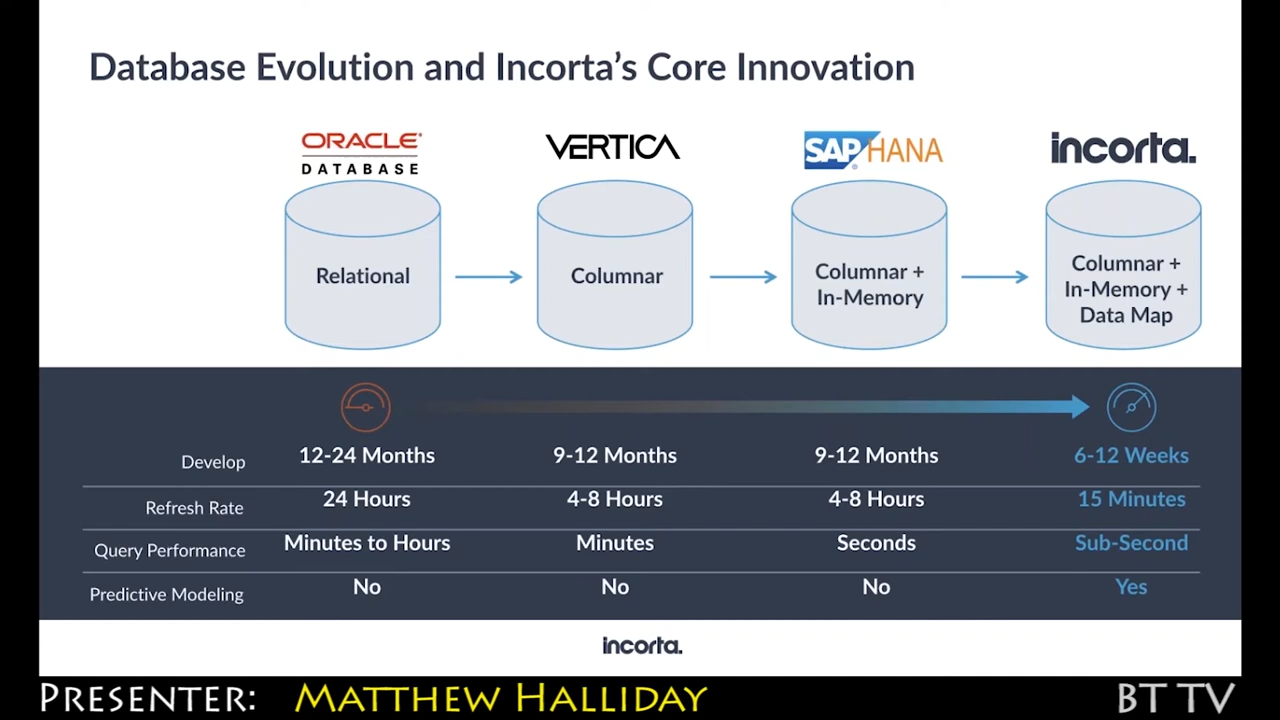 Database Evolution and Incorta's Core Innovation
ORACLE DATABASE
VERTICA
SAP HANA
incorta.
Relational
Columnar
Columnar +
In-Memory
Columnar +
In-Memory +
Data Map
Develop 12-24 Months 9-12 Months 9-12 Months 6-12 Weeks
Refresh Rate 24 Hours 4-8 Hours 4-8 Hours 15 Minutes
Query Performance Minutes to Hours Minutes Seconds Sub-Second
Predictive Modeling No No No Yes
incorta.
PRESENTER: MATTHEW HALLIDAY BT TV